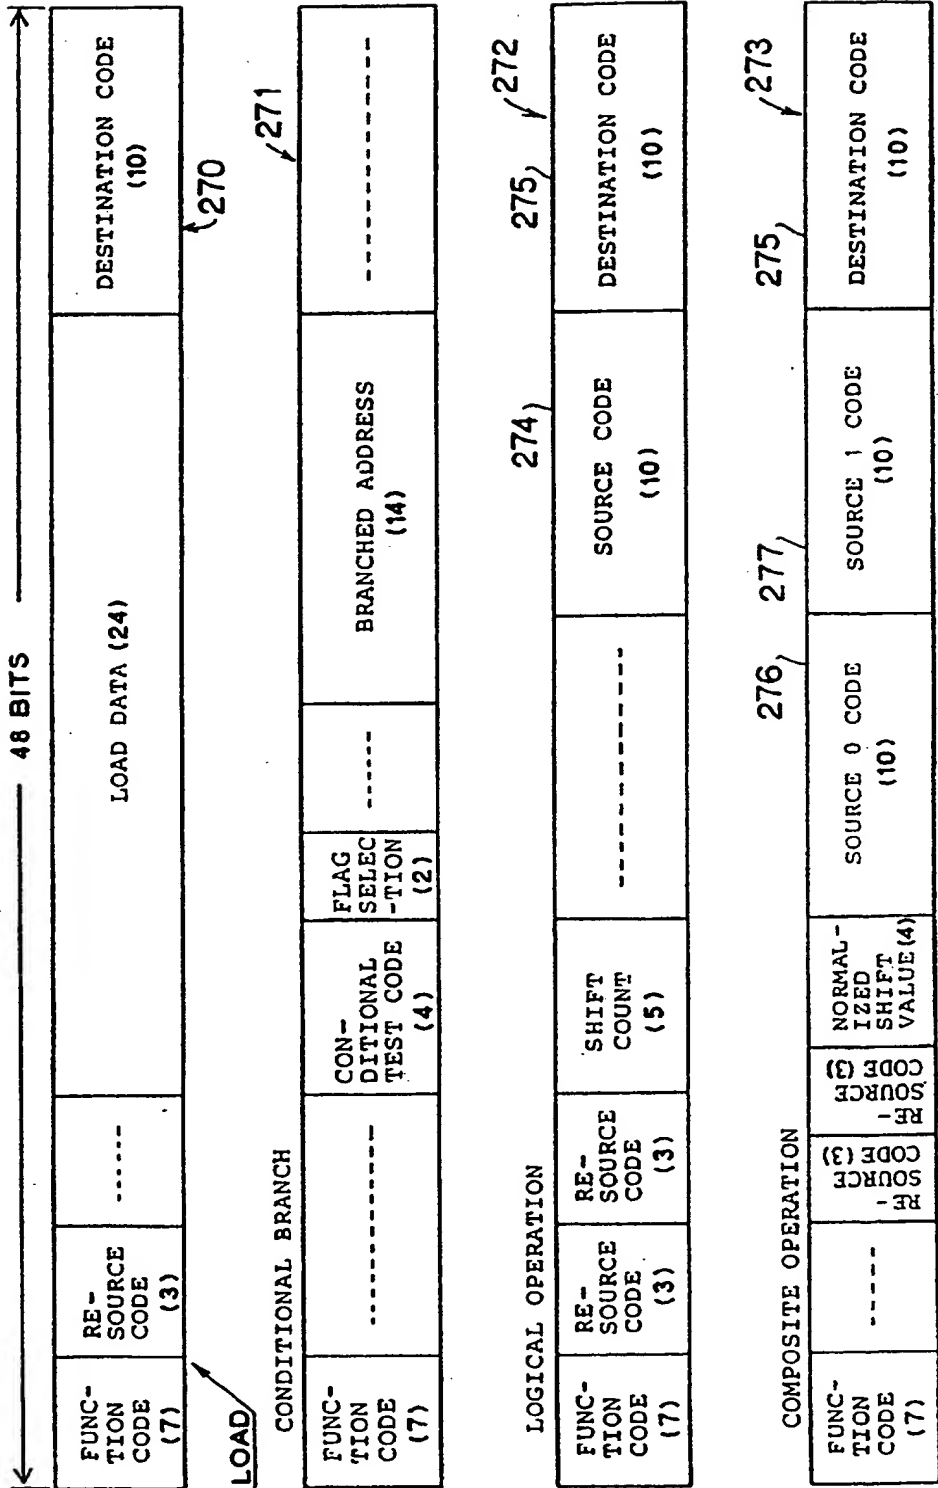 48 BITS
FUNC-
TION
CODE
(7)
RE-
SOURCE
CODE
(3)
------
LOAD DATA (24)
DESTINATION CODE
(10)
LOAD
270
CONDITIONAL BRANCH
271
FUNC-
TION
CODE
(7)
------------
CON-
DITIONAL
TEST CODE
(4)
FLAG
SELEC
-TION
(2)
-----
BRANCHED ADDRESS
(14)
------------
LOGICAL OPERATION
274
275
272
FUNC-
TION
CODE
(7)
RE-
SOURCE
CODE
(3)
RE-
SOURCE
CODE
(3)
SHIFT
COUNT
(5)
------------
SOURCE CODE
(10)
DESTINATION CODE
(10)
COMPOSITE OPERATION
276
277
275
273
FUNC-
TION
CODE
(7)
-----
RE-
SOURCE
CODE (3)
RE-
SOURCE
CODE (3)
NORMAL-
IZED
SHIFT
VALUE(4)
SOURCE 0 CODE
(10)
SOURCE 1 CODE
(10)
DESTINATION CODE
(10)